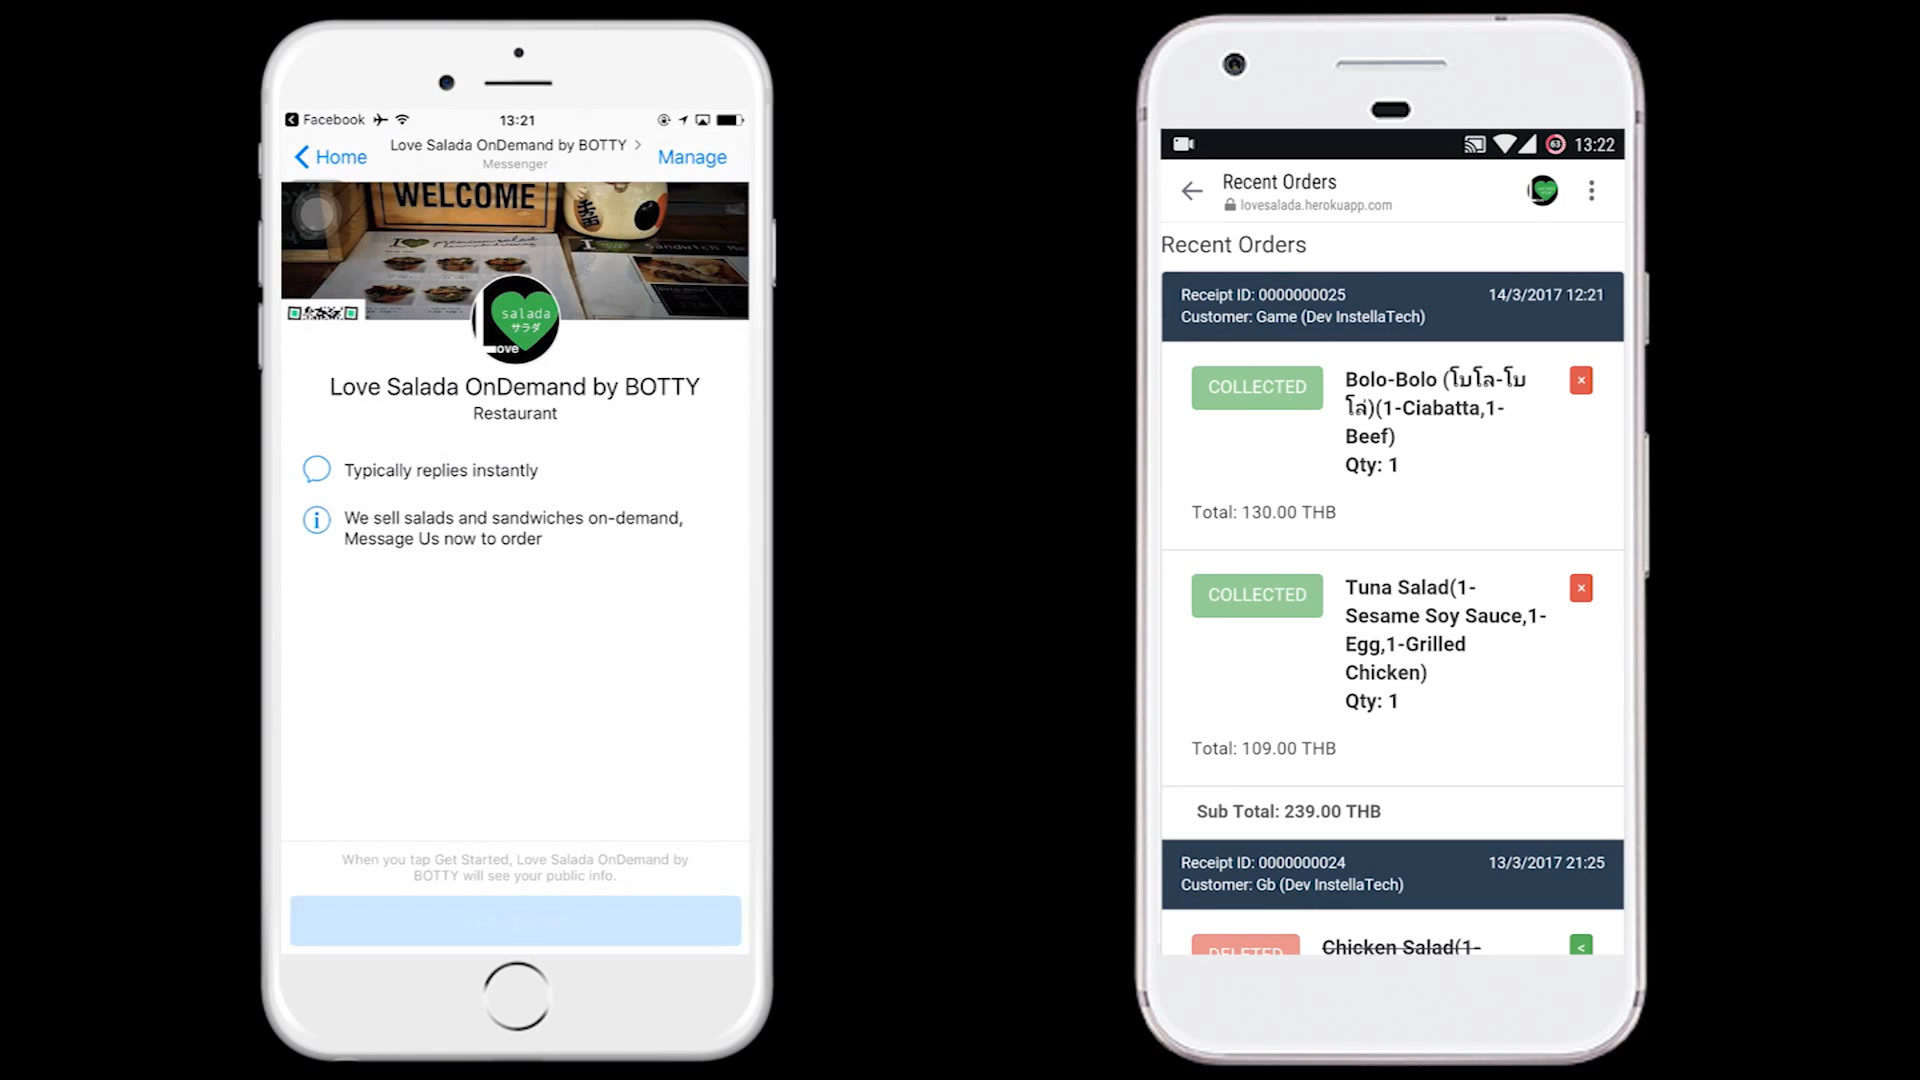 Facebook
13:21
Home
Love Salada OnDemand by BOTTY
Messenger
Manage
WELCOME
salada
サラダ
ove
Love Salada OnDemand by BOTTY
Restaurant
Typically replies instantly
We sell salads and sandwiches on-demand,
Message Us now to order
When you tap Get Started, Love Salada OnDemand by
BOTTY will see your public info.
63
13:22
Recent Orders
lovesalada.herokuapp.com
Recent Orders
Receipt ID: 0000000025
14/3/2017 12:21
Customer: Game (Dev InstellaTech)
COLLECTED
Bolo-Bolo (โบโล-โบ
โล่)(1-Ciabatta,1-
Beef)
Qty: 1
×
Total: 130.00 THB
COLLECTED
Tuna Salad(1-
Sesame Soy Sauce,1-
Egg,1-Grilled
Chicken)
Qty: 1
×
Total: 109.00 THB
Sub Total: 239.00 THB
Receipt ID: 0000000024
13/3/2017 21:25
Customer: Gb (Dev InstellaTech)
DELETED
Chicken Salad(1-
<